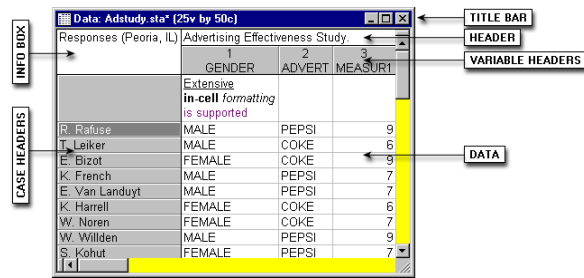 Data: Adstudy.sta* (25v by 50c)
TITLE BAR
Responses (Peoria, IL) Advertising Effectiveness Study.
HEADER
INFO BOX
1 2 3
GENDER ADVERT MEASUR1
VARIABLE HEADERS
Extensive
in-cell formatting
is supported
R. Rafuse MALE PEPSI 9
T. Leiker MALE COKE 6
E. Bizot FEMALE COKE 9
DATA
K. French MALE PEPSI 7
E. Van Landuyt MALE PEPSI 7
K. Harrell FEMALE COKE 6
W. Noren FEMALE COKE 7
W. Willden MALE PEPSI 9
S. Kohut FEMALE PEPSI 7
CASE HEADERS